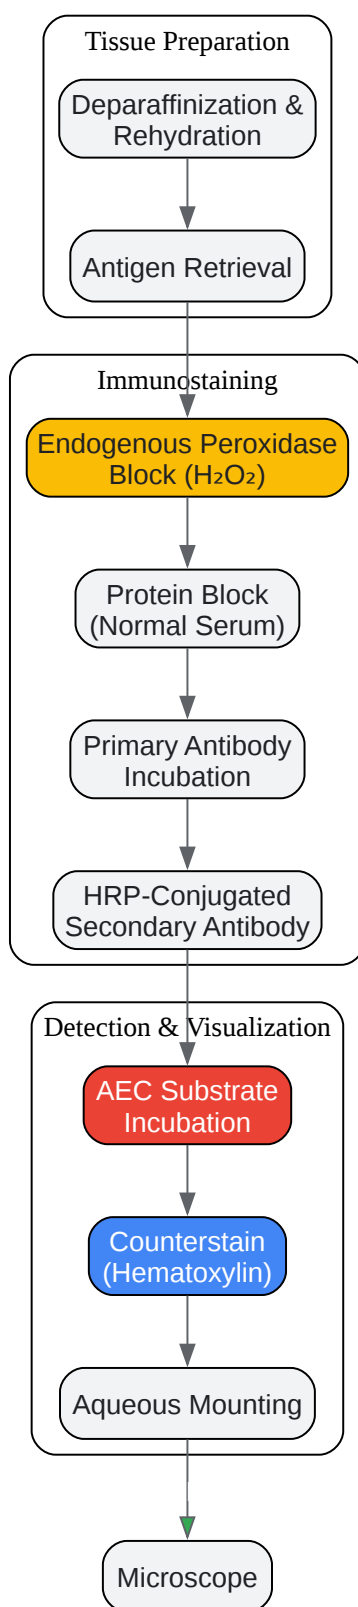 Tissue Preparation
Deparaffinization &
Rehydration
Antigen Retrieval
Immunostaining
Endogenous Peroxidase
Block (H₂O₂)
Protein Block
(Normal Serum)
Primary Antibody
Incubation
HRP-Conjugated
Secondary Antibody
Detection & Visualization
AEC Substrate
Incubation
Counterstain
(Hematoxylin)
Aqueous Mounting
Microscope